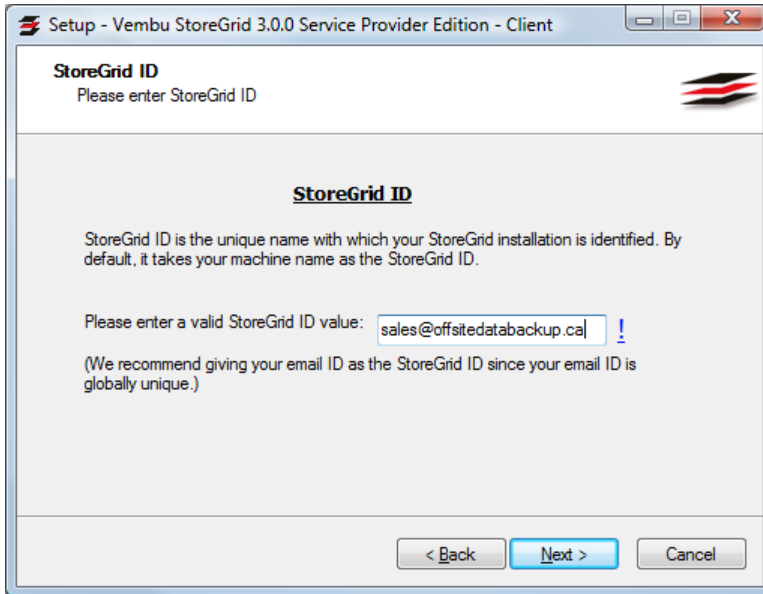 Setup - Vembu StoreGrid 3.0.0 Service Provider Edition - Client
StoreGrid ID
Please enter StoreGrid ID
StoreGrid ID
StoreGrid ID is the unique name with which your StoreGrid installation is identified. By
default, it takes your machine name as the StoreGrid ID.
Please enter a valid StoreGrid ID value: sales@offsitedatabackup.ca !
(We recommend giving your email ID as the StoreGrid ID since your email ID is
globally unique.)
< Back Next > Cancel